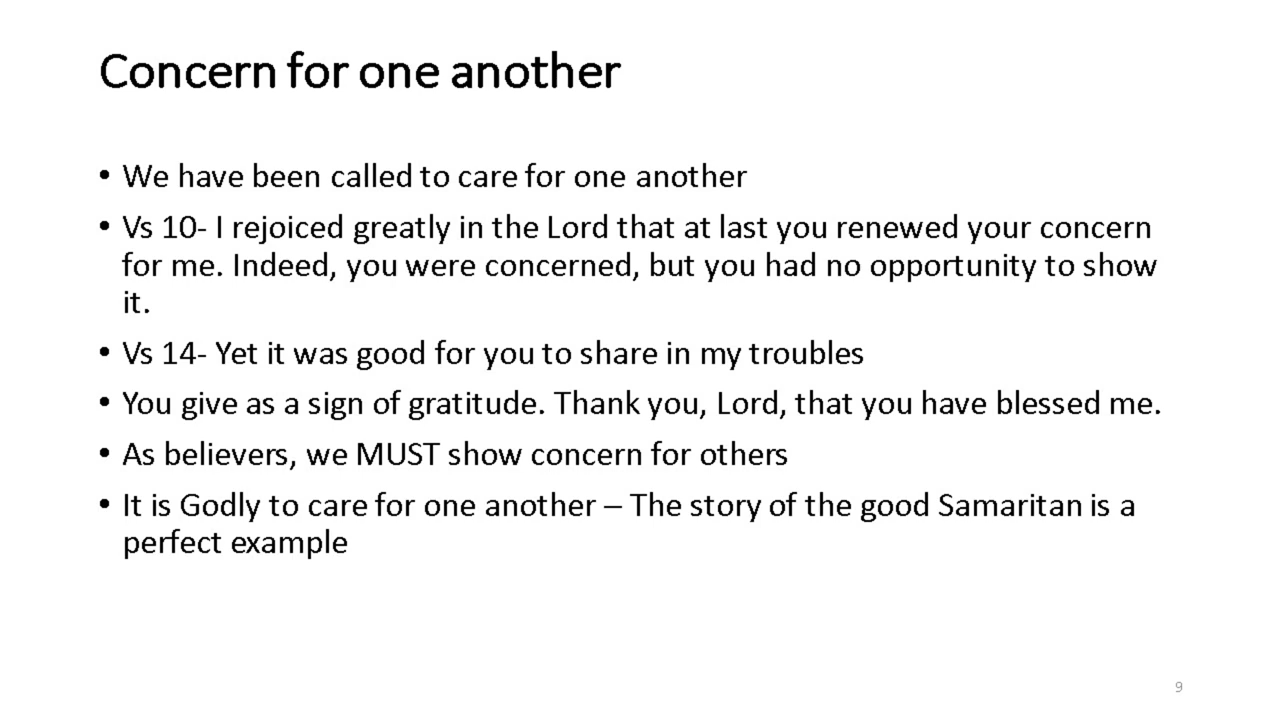 Concern for one another
• We have been called to care for one another
• Vs 10- I rejoiced greatly in the Lord that at last you renewed your concern
for me. Indeed, you were concerned, but you had no opportunity to show
it.
• Vs 14- Yet it was good for you to share in my troubles
• You give as a sign of gratitude. Thank you, Lord, that you have blessed me.
• As believers, we MUST show concern for others
• It is Godly to care for one another – The story of the good Samaritan is a
perfect example
9